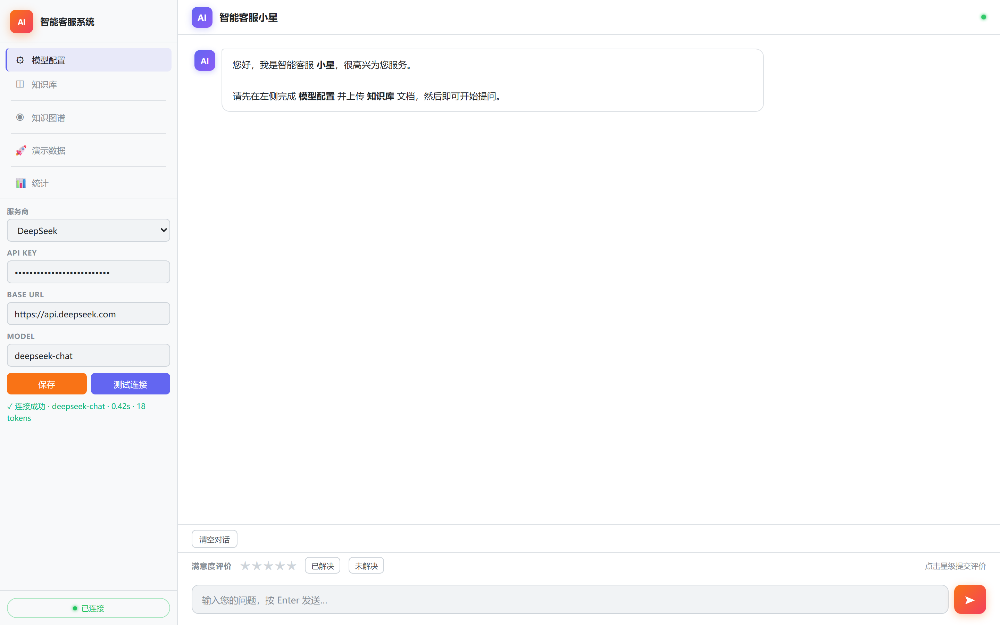 AI 智能客服系统
模型配置
知识库
知识图谱
演示数据
统计
服务商
DeepSeek
API KEY
••••••••••••••••••••••••••
BASE URL
https://api.deepseek.com
MODEL
deepseek-chat
保存 测试连接
✓ 连接成功 · deepseek-chat · 0.42s · 18
tokens
已连接
AI 智能客服小星
AI
您好，我是智能客服 小星，很高兴为您服务。
请先在左侧完成 模型配置 并上传 知识库 文档，然后即可开始提问。
清空对话
满意度评价 ★★★★★ 已解决 未解决 点击星级提交评价
输入您的问题，按 Enter 发送...